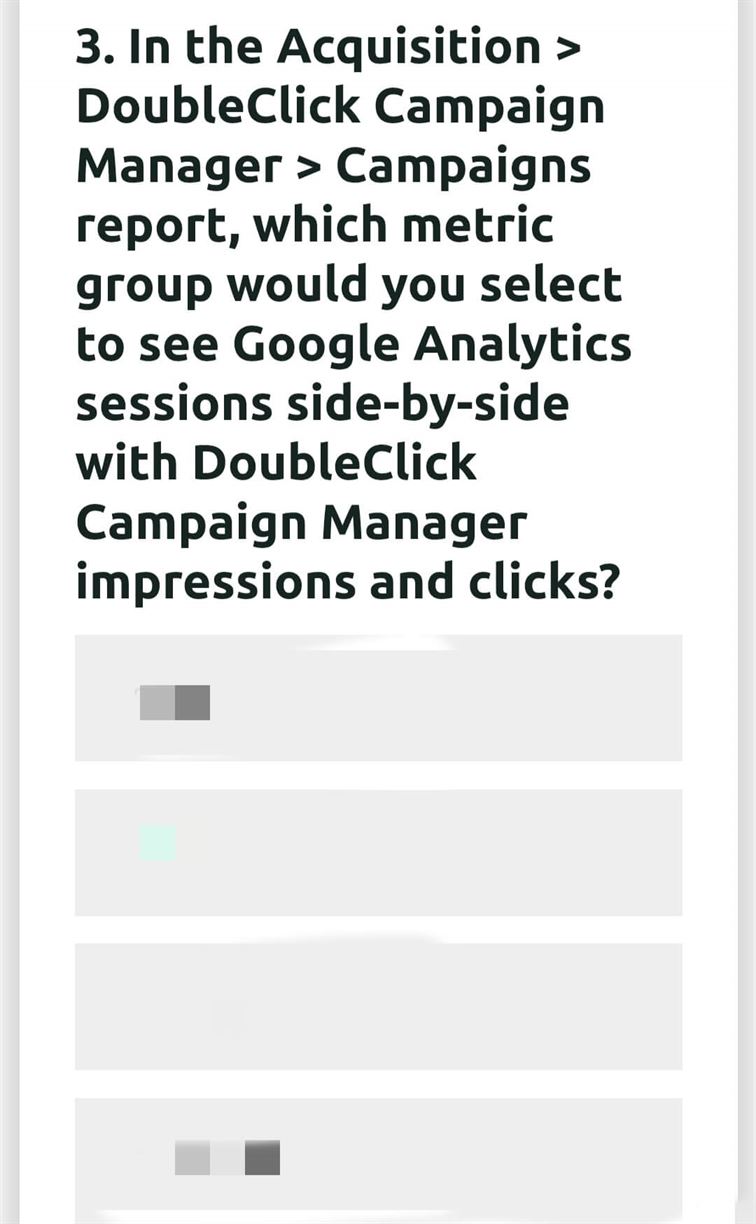 3. In the Acquisition >
DoubleClick Campaign
Manager > Campaigns
report, which metric
group would you select
to see Google Analytics
sessions side-by-side
with DoubleClick
Campaign Manager
impressions and clicks?